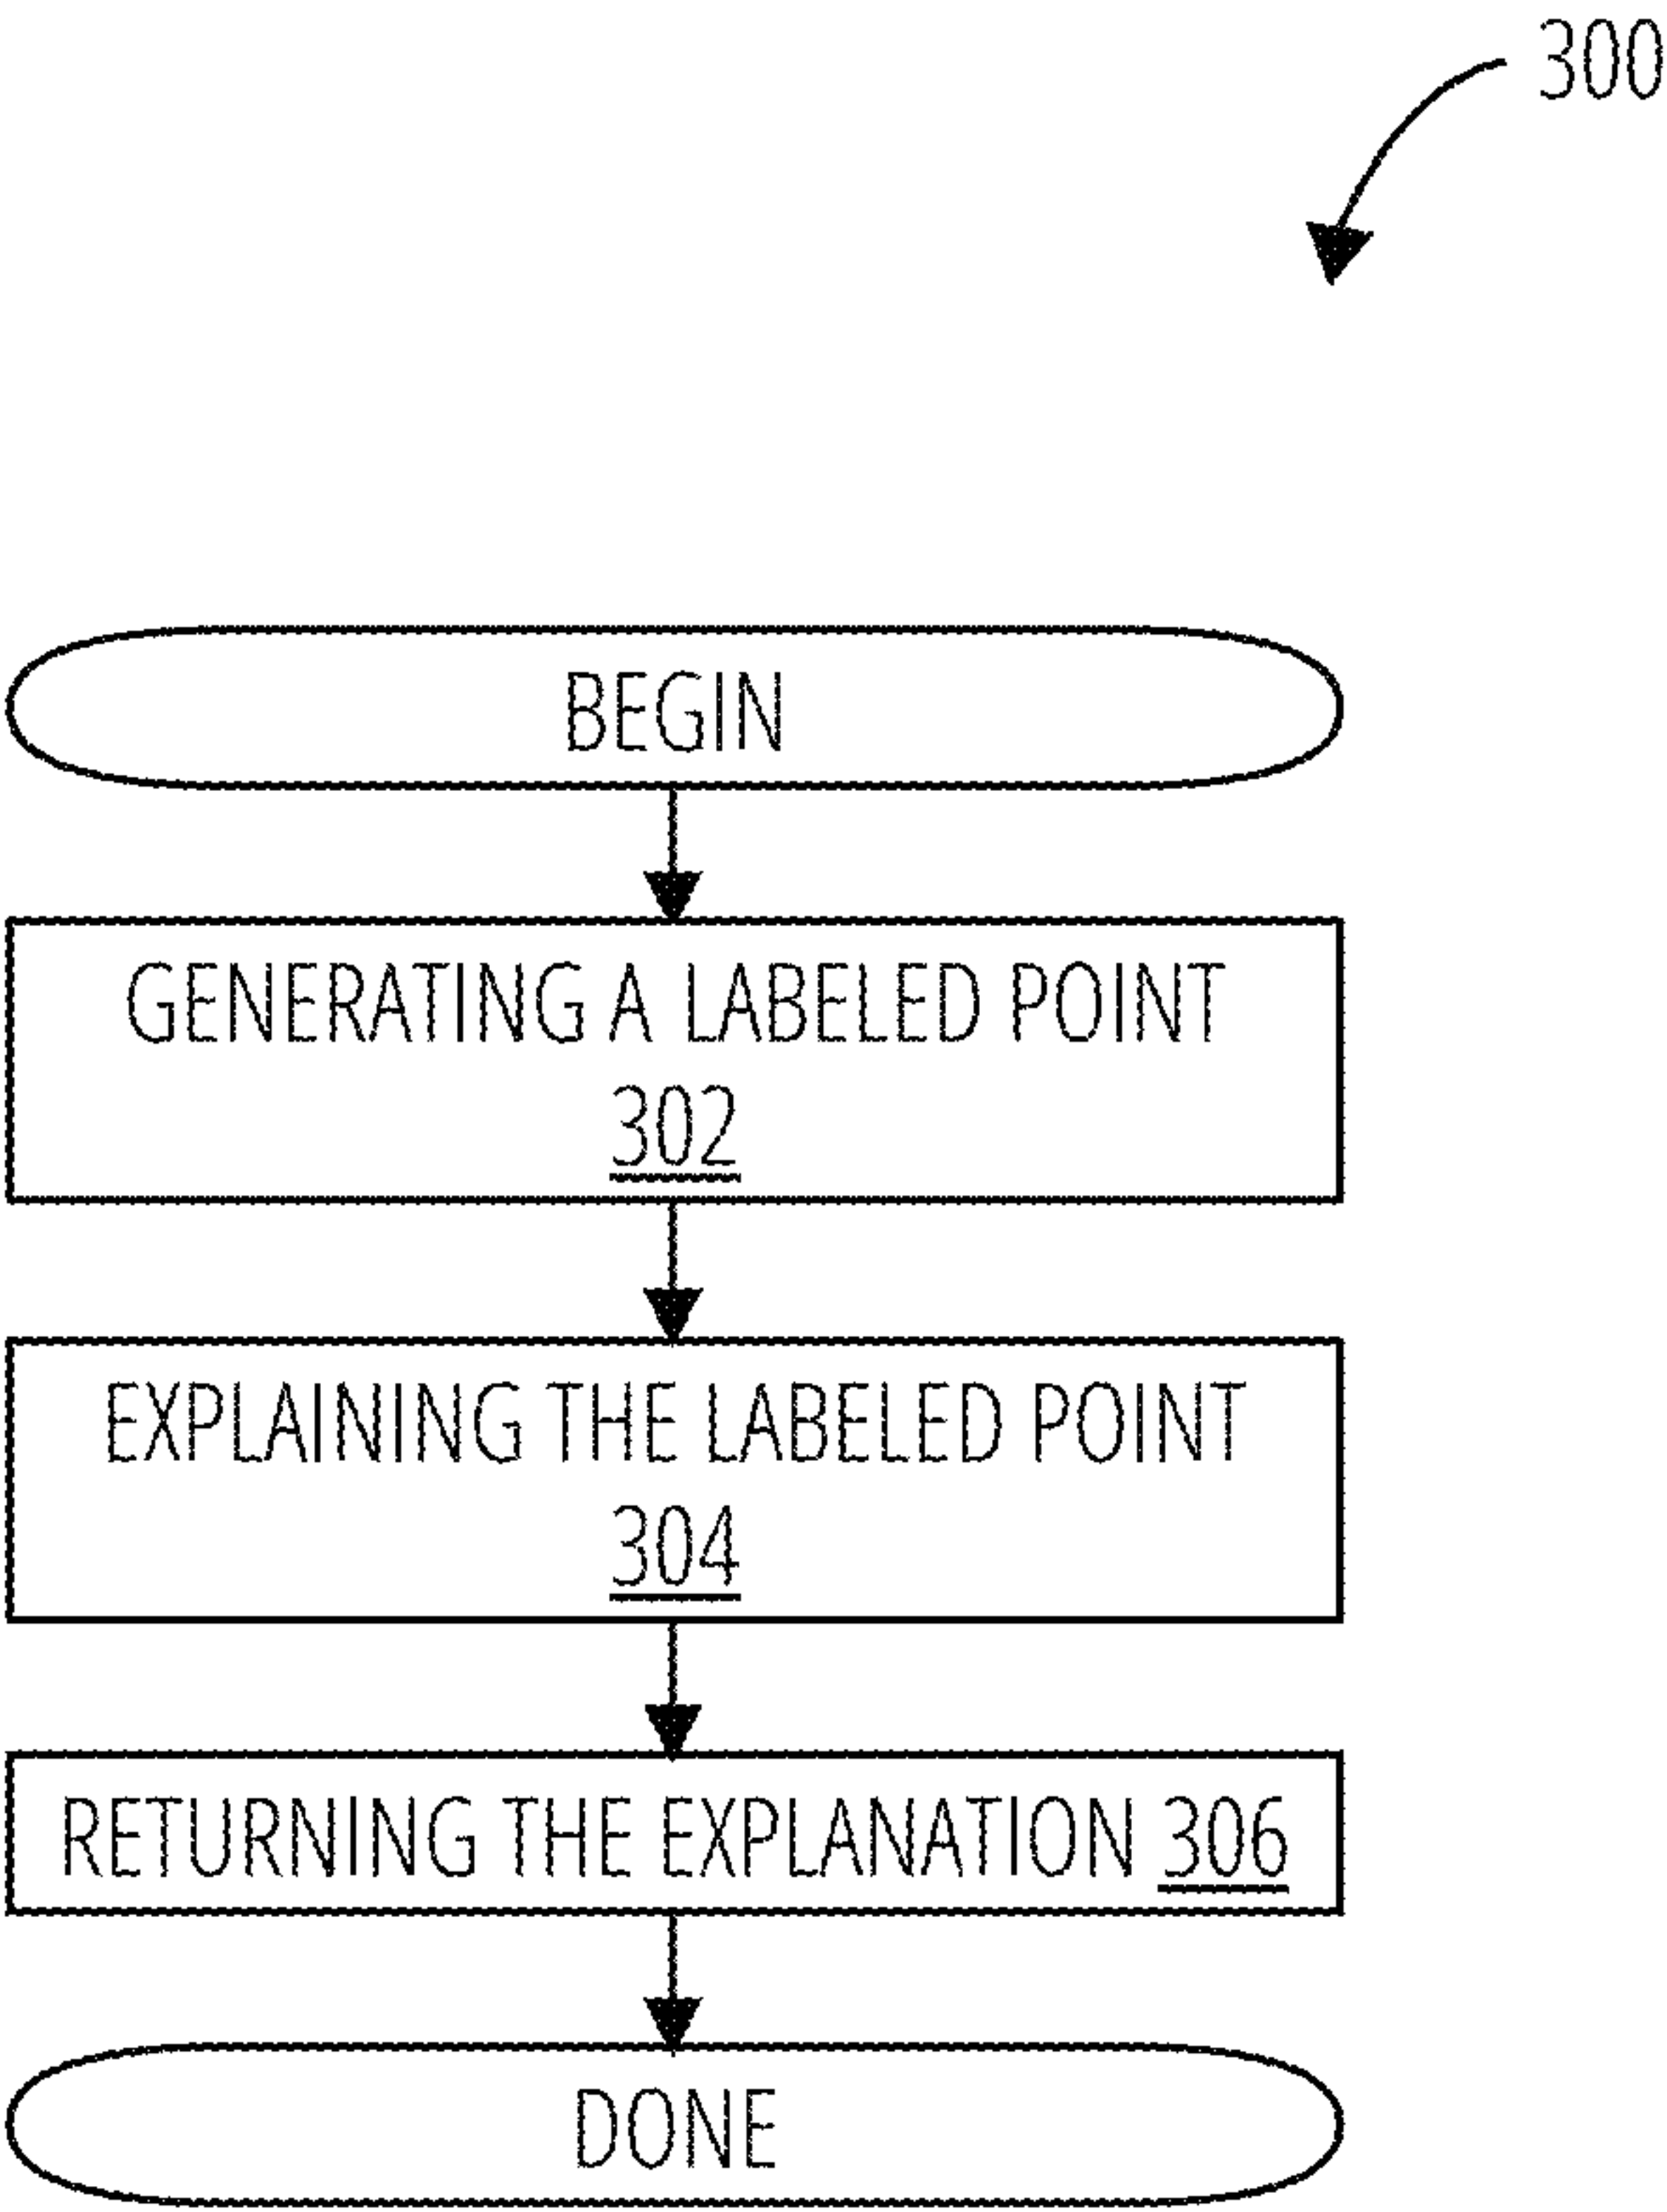 300
BEGIN
GENERATING A LABELED POINT
302
EXPLAINING THE LABELED POINT
304
RETURNING THE EXPLANATION 306
DONE